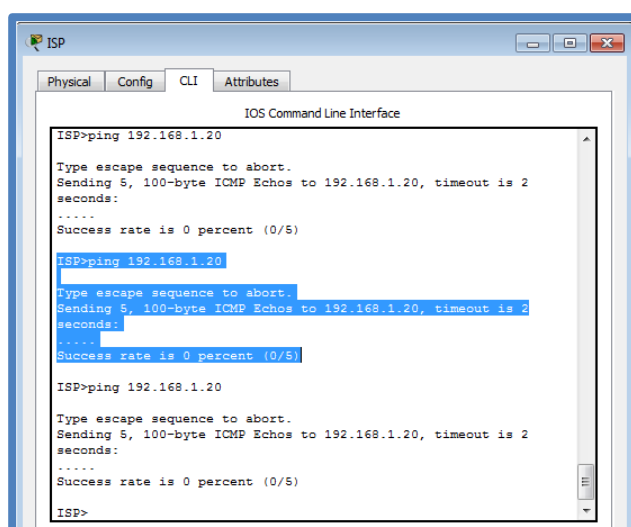 ISP
Physical Config CLI Attributes
IOS Command Line Interface
ISP>ping 192.168.1.20
Type escape sequence to abort.
Sending 5, 100-byte ICMP Echos to 192.168.1.20, timeout is 2
seconds:
.....
Success rate is 0 percent (0/5)
ISP>ping 192.168.1.20
Type escape sequence to abort.
Sending 5, 100-byte ICMP Echos to 192.168.1.20, timeout is 2
seconds:
.....
Success rate is 0 percent (0/5)
ISP>ping 192.168.1.20
Type escape sequence to abort.
Sending 5, 100-byte ICMP Echos to 192.168.1.20, timeout is 2
seconds:
.....
Success rate is 0 percent (0/5)
ISP>